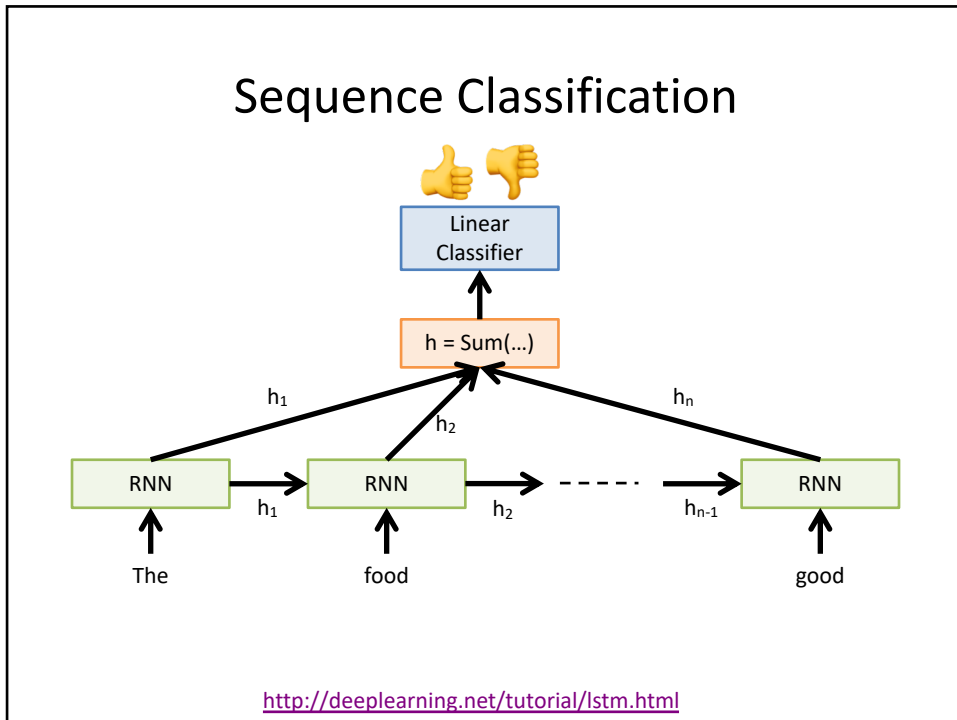 Sequence Classification
Linear
Classifier
h = Sum(…)
h₁
h₂
hₙ
RNN
RNN
RNN
h₁
h₂
hₙ₋₁
The
food
good
http://deeplearning.net/tutorial/lstm.html